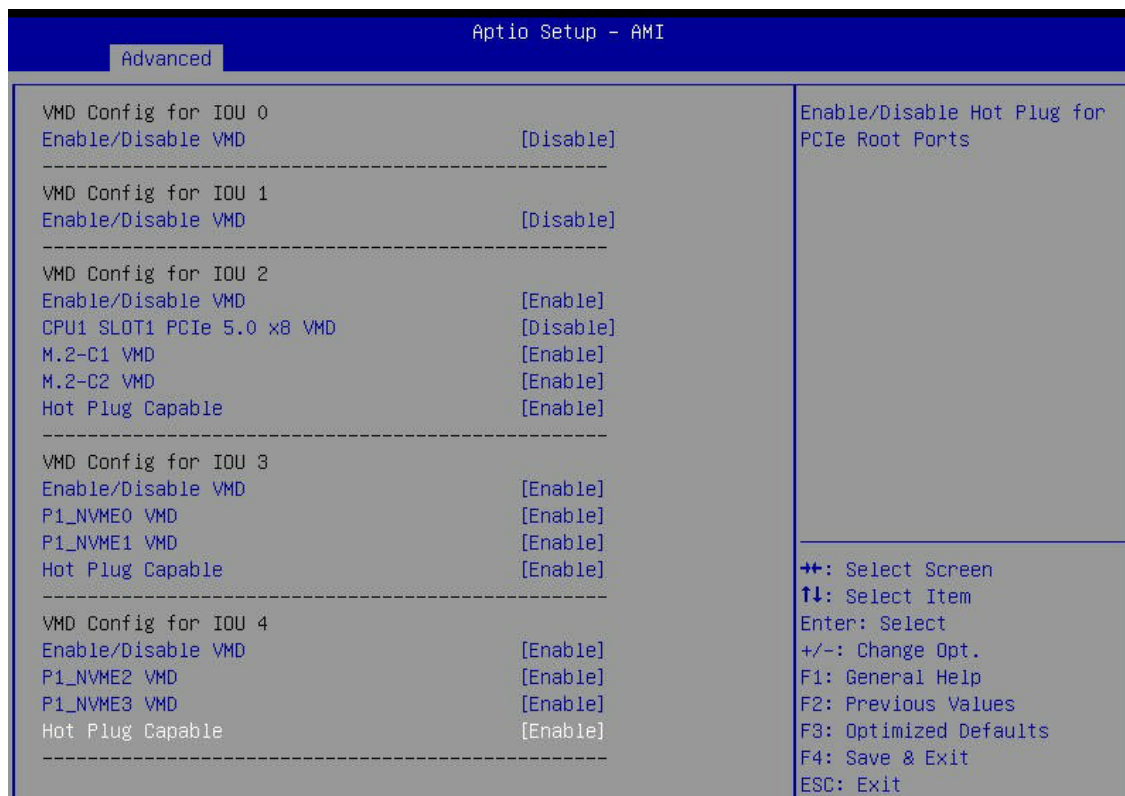 Aptio Setup – AMI
Advanced
VMD Config for IOU 0
Enable/Disable VMD [Disable]
------------------------------------------------
VMD Config for IOU 1
Enable/Disable VMD [Disable]
------------------------------------------------
VMD Config for IOU 2
Enable/Disable VMD [Enable]
CPU1 SLOT1 PCIe 5.0 x8 VMD [Disable]
M.2-C1 VMD [Enable]
M.2-C2 VMD [Enable]
Hot Plug Capable [Enable]
------------------------------------------------
VMD Config for IOU 3
Enable/Disable VMD [Enable]
P1_NVME0 VMD [Enable]
P1_NVME1 VMD [Enable]
Hot Plug Capable [Enable]
------------------------------------------------
VMD Config for IOU 4
Enable/Disable VMD [Enable]
P1_NVME2 VMD [Enable]
P1_NVME3 VMD [Enable]
Hot Plug Capable [Enable]
------------------------------------------------
Enable/Disable Hot Plug for
PCIe Root Ports
→←: Select Screen
↑↓: Select Item
Enter: Select
+/-: Change Opt.
F1: General Help
F2: Previous Values
F3: Optimized Defaults
F4: Save & Exit
ESC: Exit